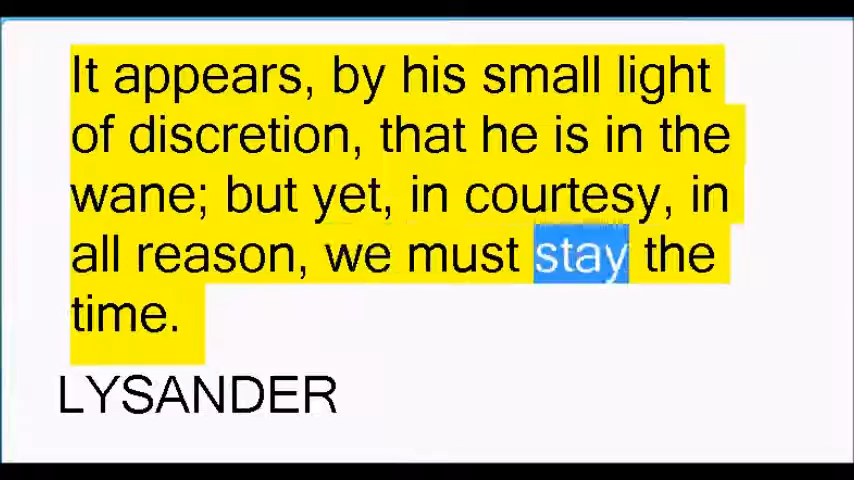 It appears, by his small light
of discretion, that he is in the
wane; but yet, in courtesy, in
all reason, we must stay the
time.
LYSANDER